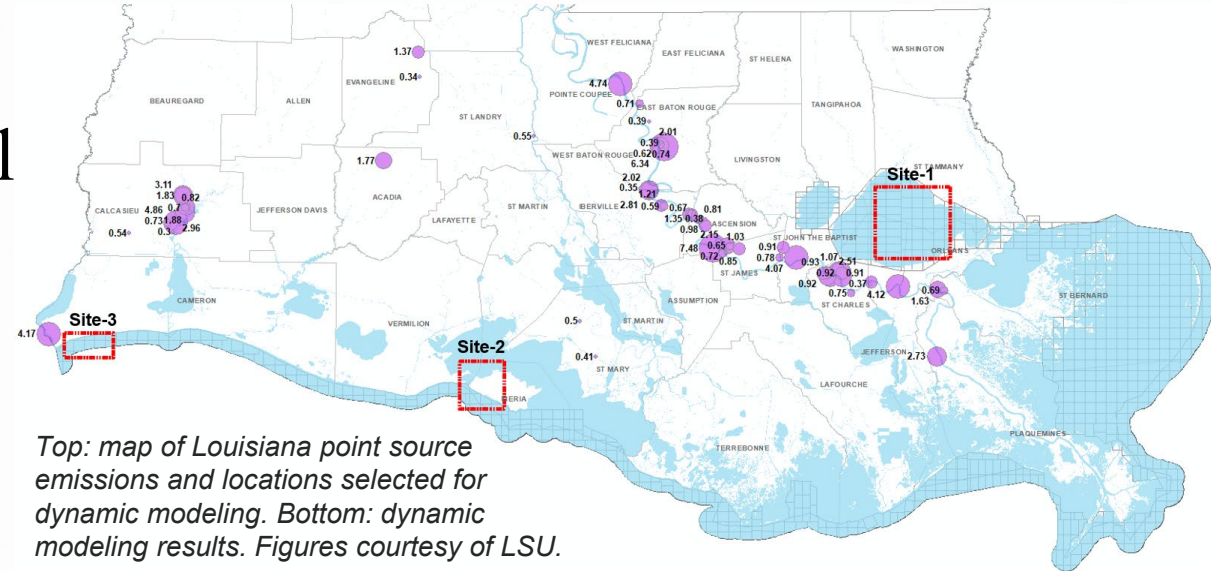 WEST FELICIANA
EAST FELICIANA
ST HELENA
WASHINGTON
1.37
0.34
EVANGELINE
4.74
POINTE COUPEE
TANGIPAHOA
BEAUREGARD
ALLEN
0.71
EAST BATON ROUGE
ST LANDRY
0.39
0.55
2.01
0.39
0.62
0.74
WEST BATON ROUGE
6.34
LIVINGSTON
1.77
ACADIA
ST TAMMANY
Site-1
3.11
1.83
0.82
2.02
0.35
1.21
CALCASIEU
4.86
0.7
0.73
1.88
JEFFERSON DAVIS
LAFAYETTE
ST MARTIN
IBERVILLE
2.81
0.59
0.67
0.81
1.35
0.38
ASCENSION
0.98
0.54
0.3
2.96
2.15
1.03
ST JOHN THE BAPTIST
7.48
0.65
0.72
0.85
0.91
0.78
ORLEANS
4.07
0.93
1.07
2.51
ST JAMES
0.92
0.91
0.92
0.37
0.69
0.75
4.12
1.63
ST CHARLES
ST BERNARD
CAMERON
ASSUMPTION
VERMILION
Site-3
4.17
0.5
ST MARTIN
Site-2
0.41
ST MARY
JEFFERSON
2.73
LAFOURCHE
IBERIA
PLAQUEMINES
TERREBONNE
Top: map of Louisiana point source
emissions and locations selected for
dynamic modeling. Bottom: dynamic
modeling results. Figures courtesy of LSU.